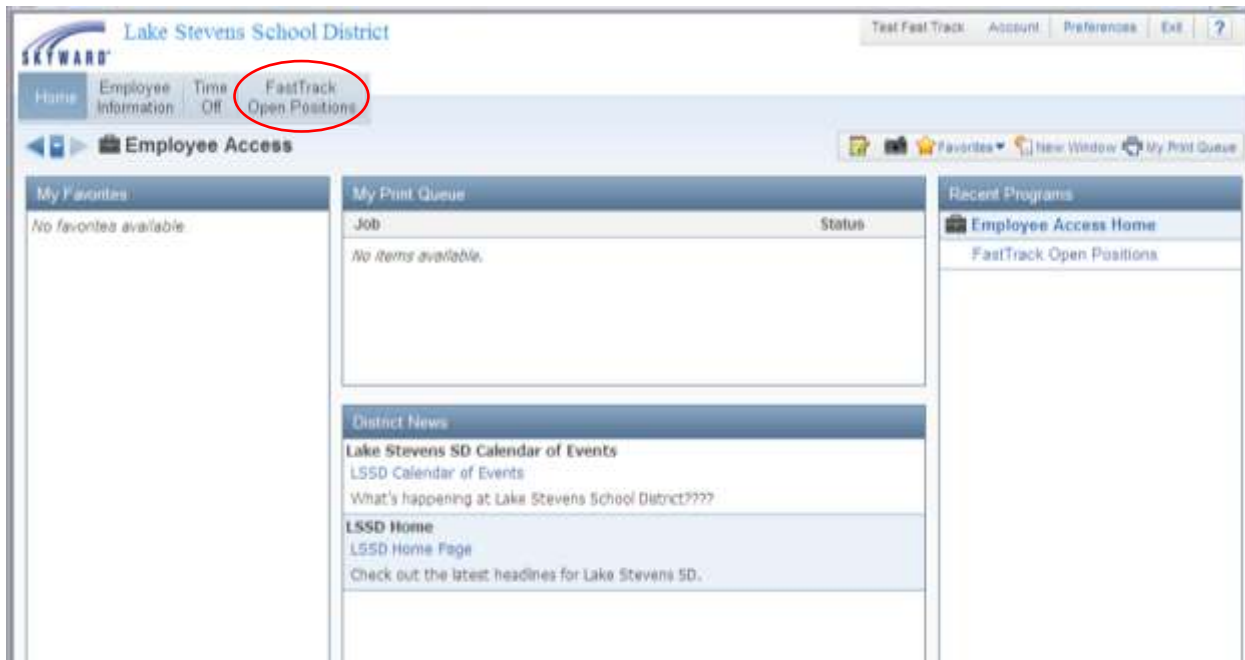 Lake Stevens School District
SKYWARD®
Test Fast Track Account Preferences Exit ?
Home Employee Information Time Off FastTrack Open Positions
Employee Access
Favorites New Window My Print Queue
My Favorites
No favorites available
My Print Queue
Job Status
No items available.
District News
Lake Stevens SD Calendar of Events
LSSD Calendar of Events
What's happening at Lake Stevens School District????
LSSD Home
LSSD Home Page
Check out the latest headlines for Lake Stevens SD.
Recent Programs
Employee Access Home
FastTrack Open Positions